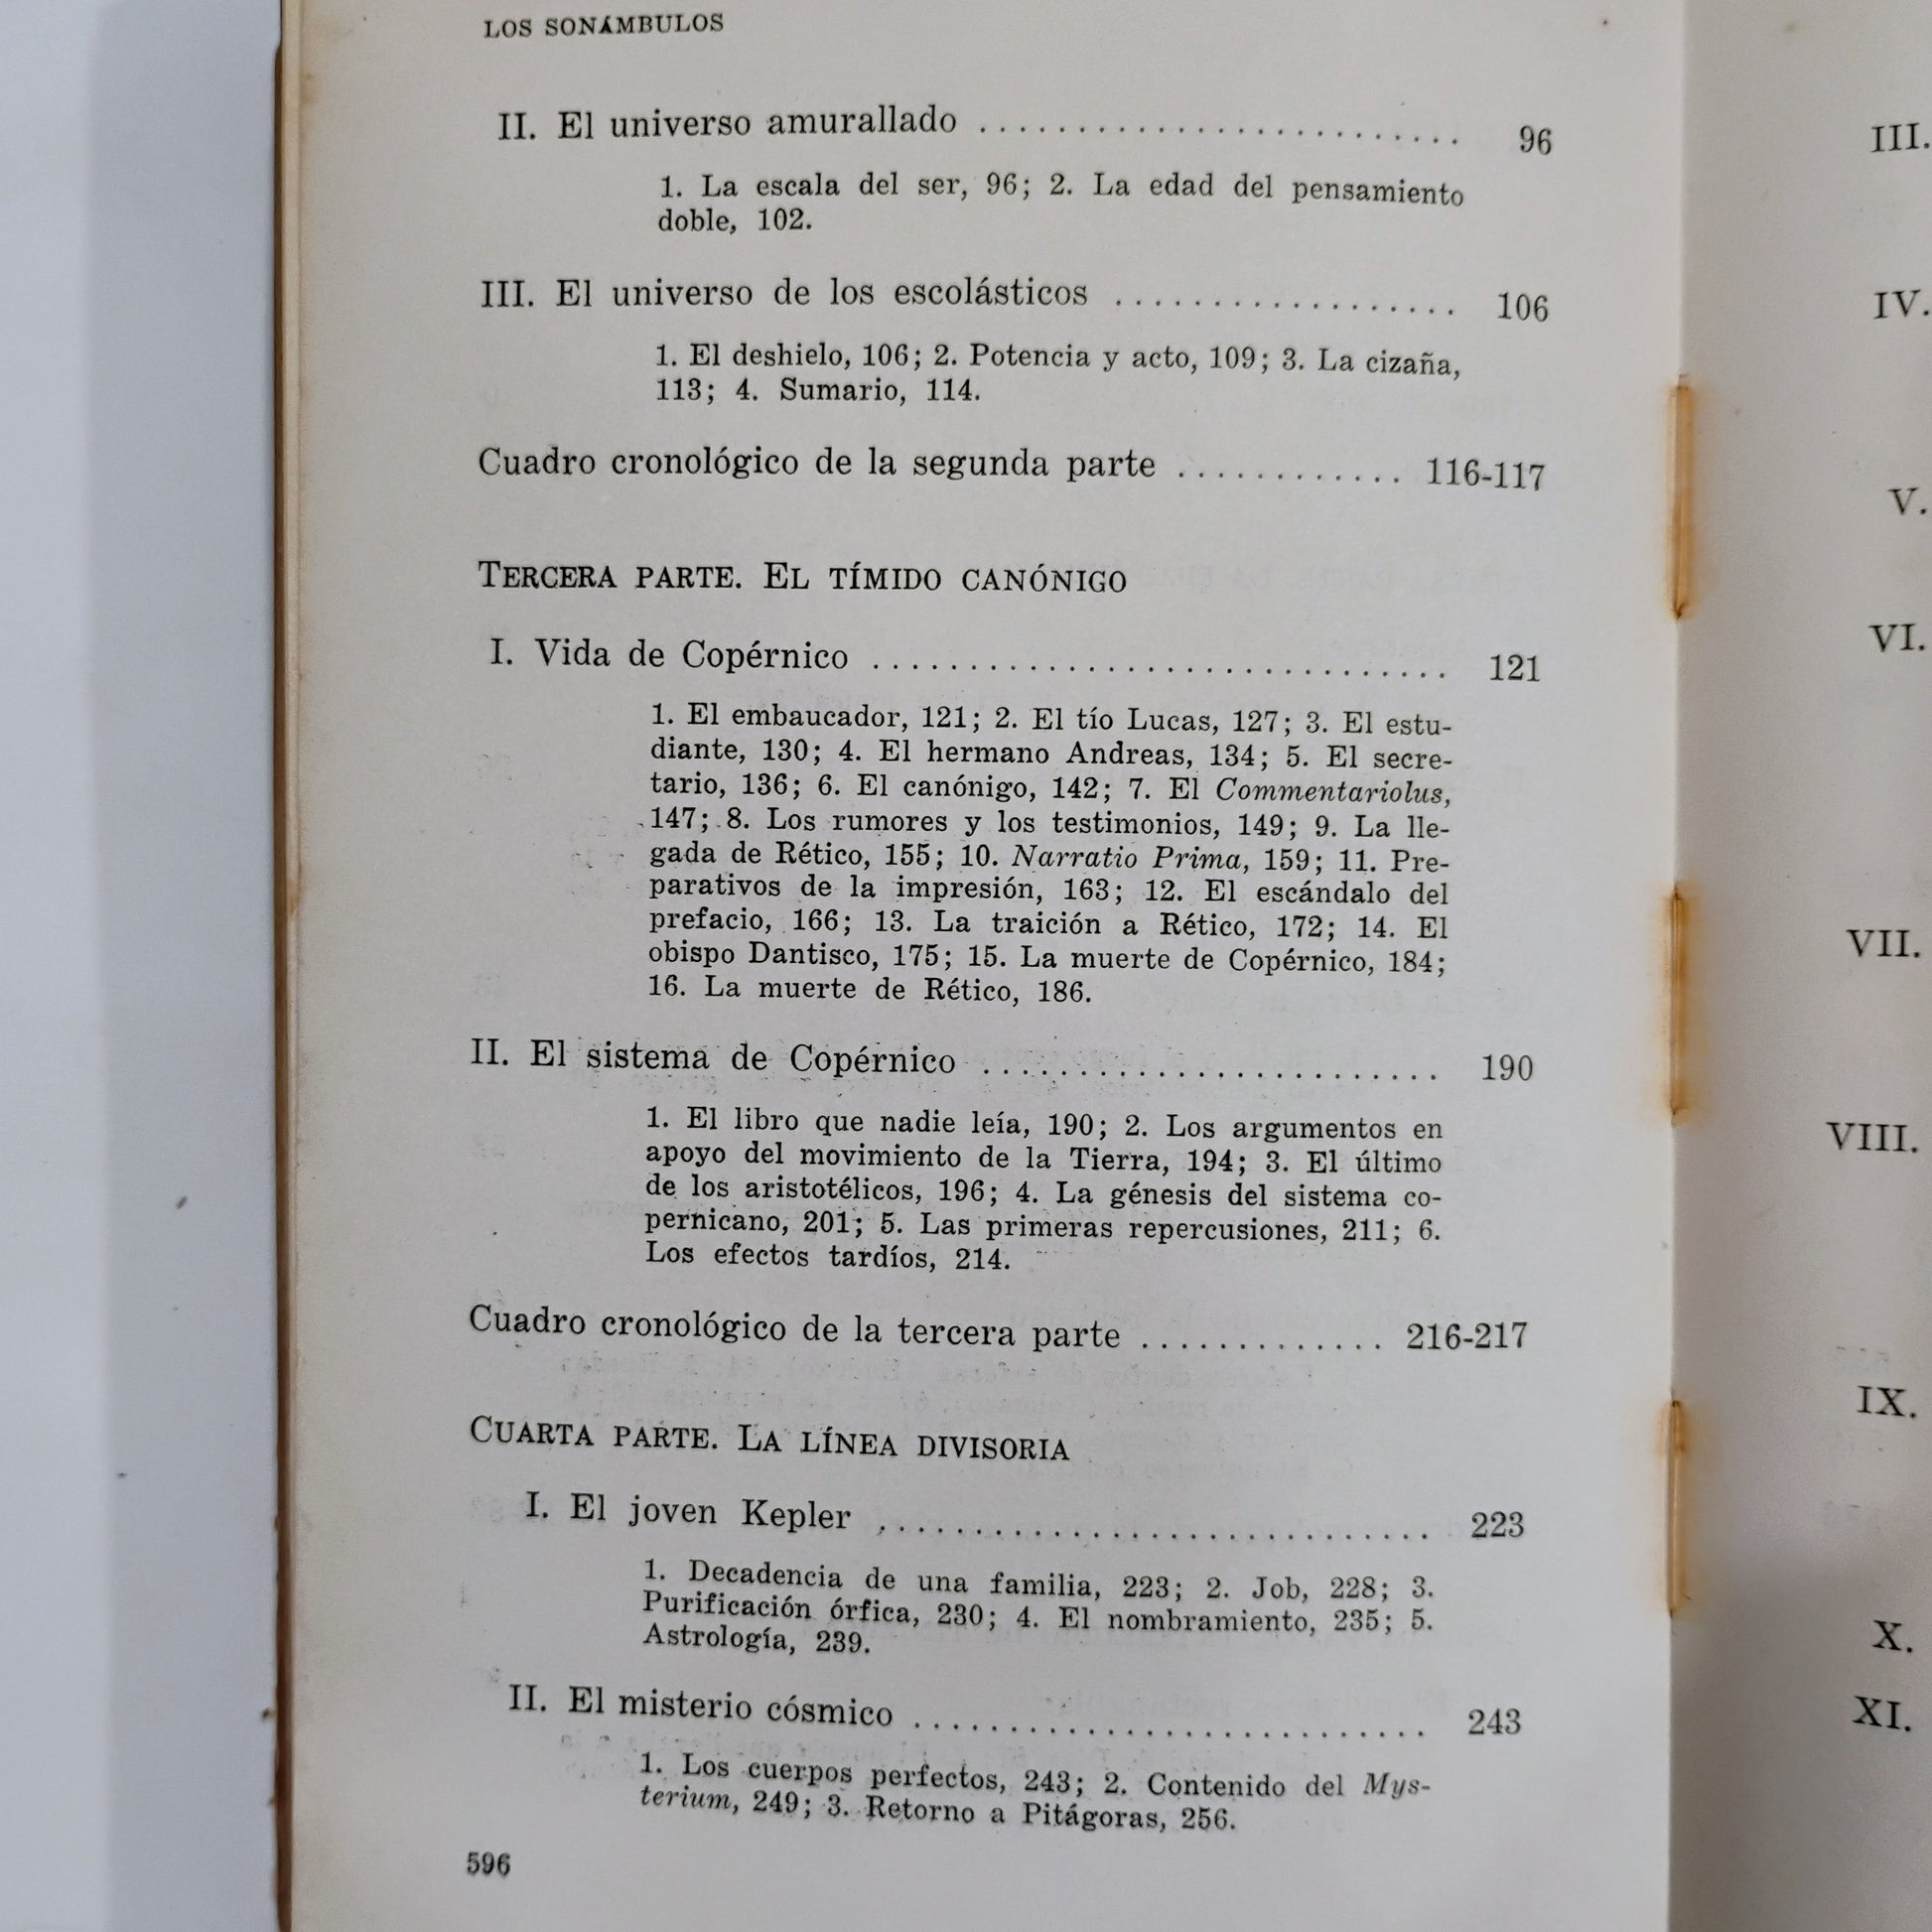 LOS SONÁMBULOS
II. El universo amurallado .......................... 96
1. La escala del ser, 96; 2. La edad del pensamiento
doble, 102.
III. El universo de los escolásticos .................. 106
1. El deshielo, 106; 2. Potencia y acto, 109; 3. La cizaña,
113; 4. Sumario, 114.
Cuadro cronológico de la segunda parte ............ 116-117
TERCERA PARTE. EL TÍMIDO CANÓNIGO
I. Vida de Copérnico .............................. 121
1. El embaucador, 121; 2. El tío Lucas, 127; 3. El estu-
diante, 130; 4. El hermano Andreas, 134; 5. El secre-
tario, 136; 6. El canónigo, 142; 7. El Commentariolus,
147; 8. Los rumores y los testimonios, 149; 9. La lle-
gada de Rético, 155; 10. Narratio Prima, 159; 11. Pre-
parativos de la impresión, 163; 12. El escándalo del
prefacio, 166; 13. La traición a Rético, 172; 14. El
obispo Dantisco, 175; 15. La muerte de Copérnico, 184;
16. La muerte de Rético, 186.
II. El sistema de Copérnico ........................ 190
1. El libro que nadie leía, 190; 2. Los argumentos en
apoyo del movimiento de la Tierra, 194; 3. El último
de los aristotélicos, 196; 4. La génesis del sistema co-
pernicano, 201; 5. Las primeras repercusiones, 211; 6.
Los efectos tardíos, 214.
Cuadro cronológico de la tercera parte ............. 216-217
CUARTA PARTE. LA LÍNEA DIVISORIA
I. El joven Kepler ............................. 223
1. Decadencia de una familia, 223; 2. Job, 228; 3.
Purificación órfica, 230; 4. El nombramiento, 235; 5.
Astrología, 239.
II. El misterio cósmico ........................... 243
1. Los cuerpos perfectos, 243; 2. Contenido del Mys-
terium, 249; 3. Retorno a Pitágoras, 256.
596
III.
IV.
V.
VI.
VII.
VIII.
IX.
X.
XI.